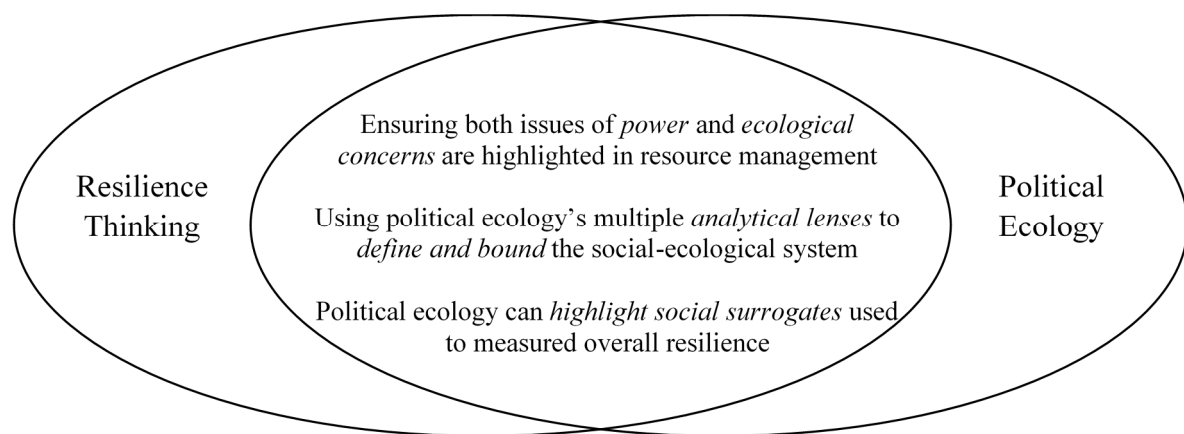 Resilience
Thinking
Ensuring both issues of power and ecological
concerns are highlighted in resource management
Using political ecology’s multiple analytical lenses to
define and bound the social-ecological system
Political ecology can highlight social surrogates used
to measured overall resilience
Political
Ecology